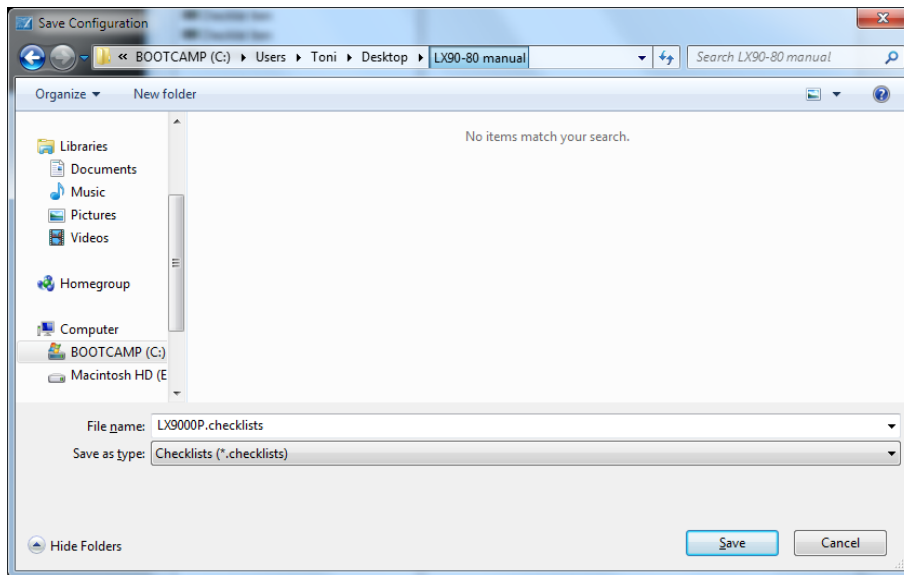 Save Configuration
« BOOTCAMP (C:) Users Toni Desktop LX90-80 manual Search LX90-80 manual
Organize New folder
No items match your search.
Libraries
Documents
Music
Pictures
Videos
Homegroup
Computer
BOOTCAMP (C:)
Macintosh HD (E
File name: LX9000P.checklists
Save as type: Checklists (*.checklists)
Hide Folders Save Cancel